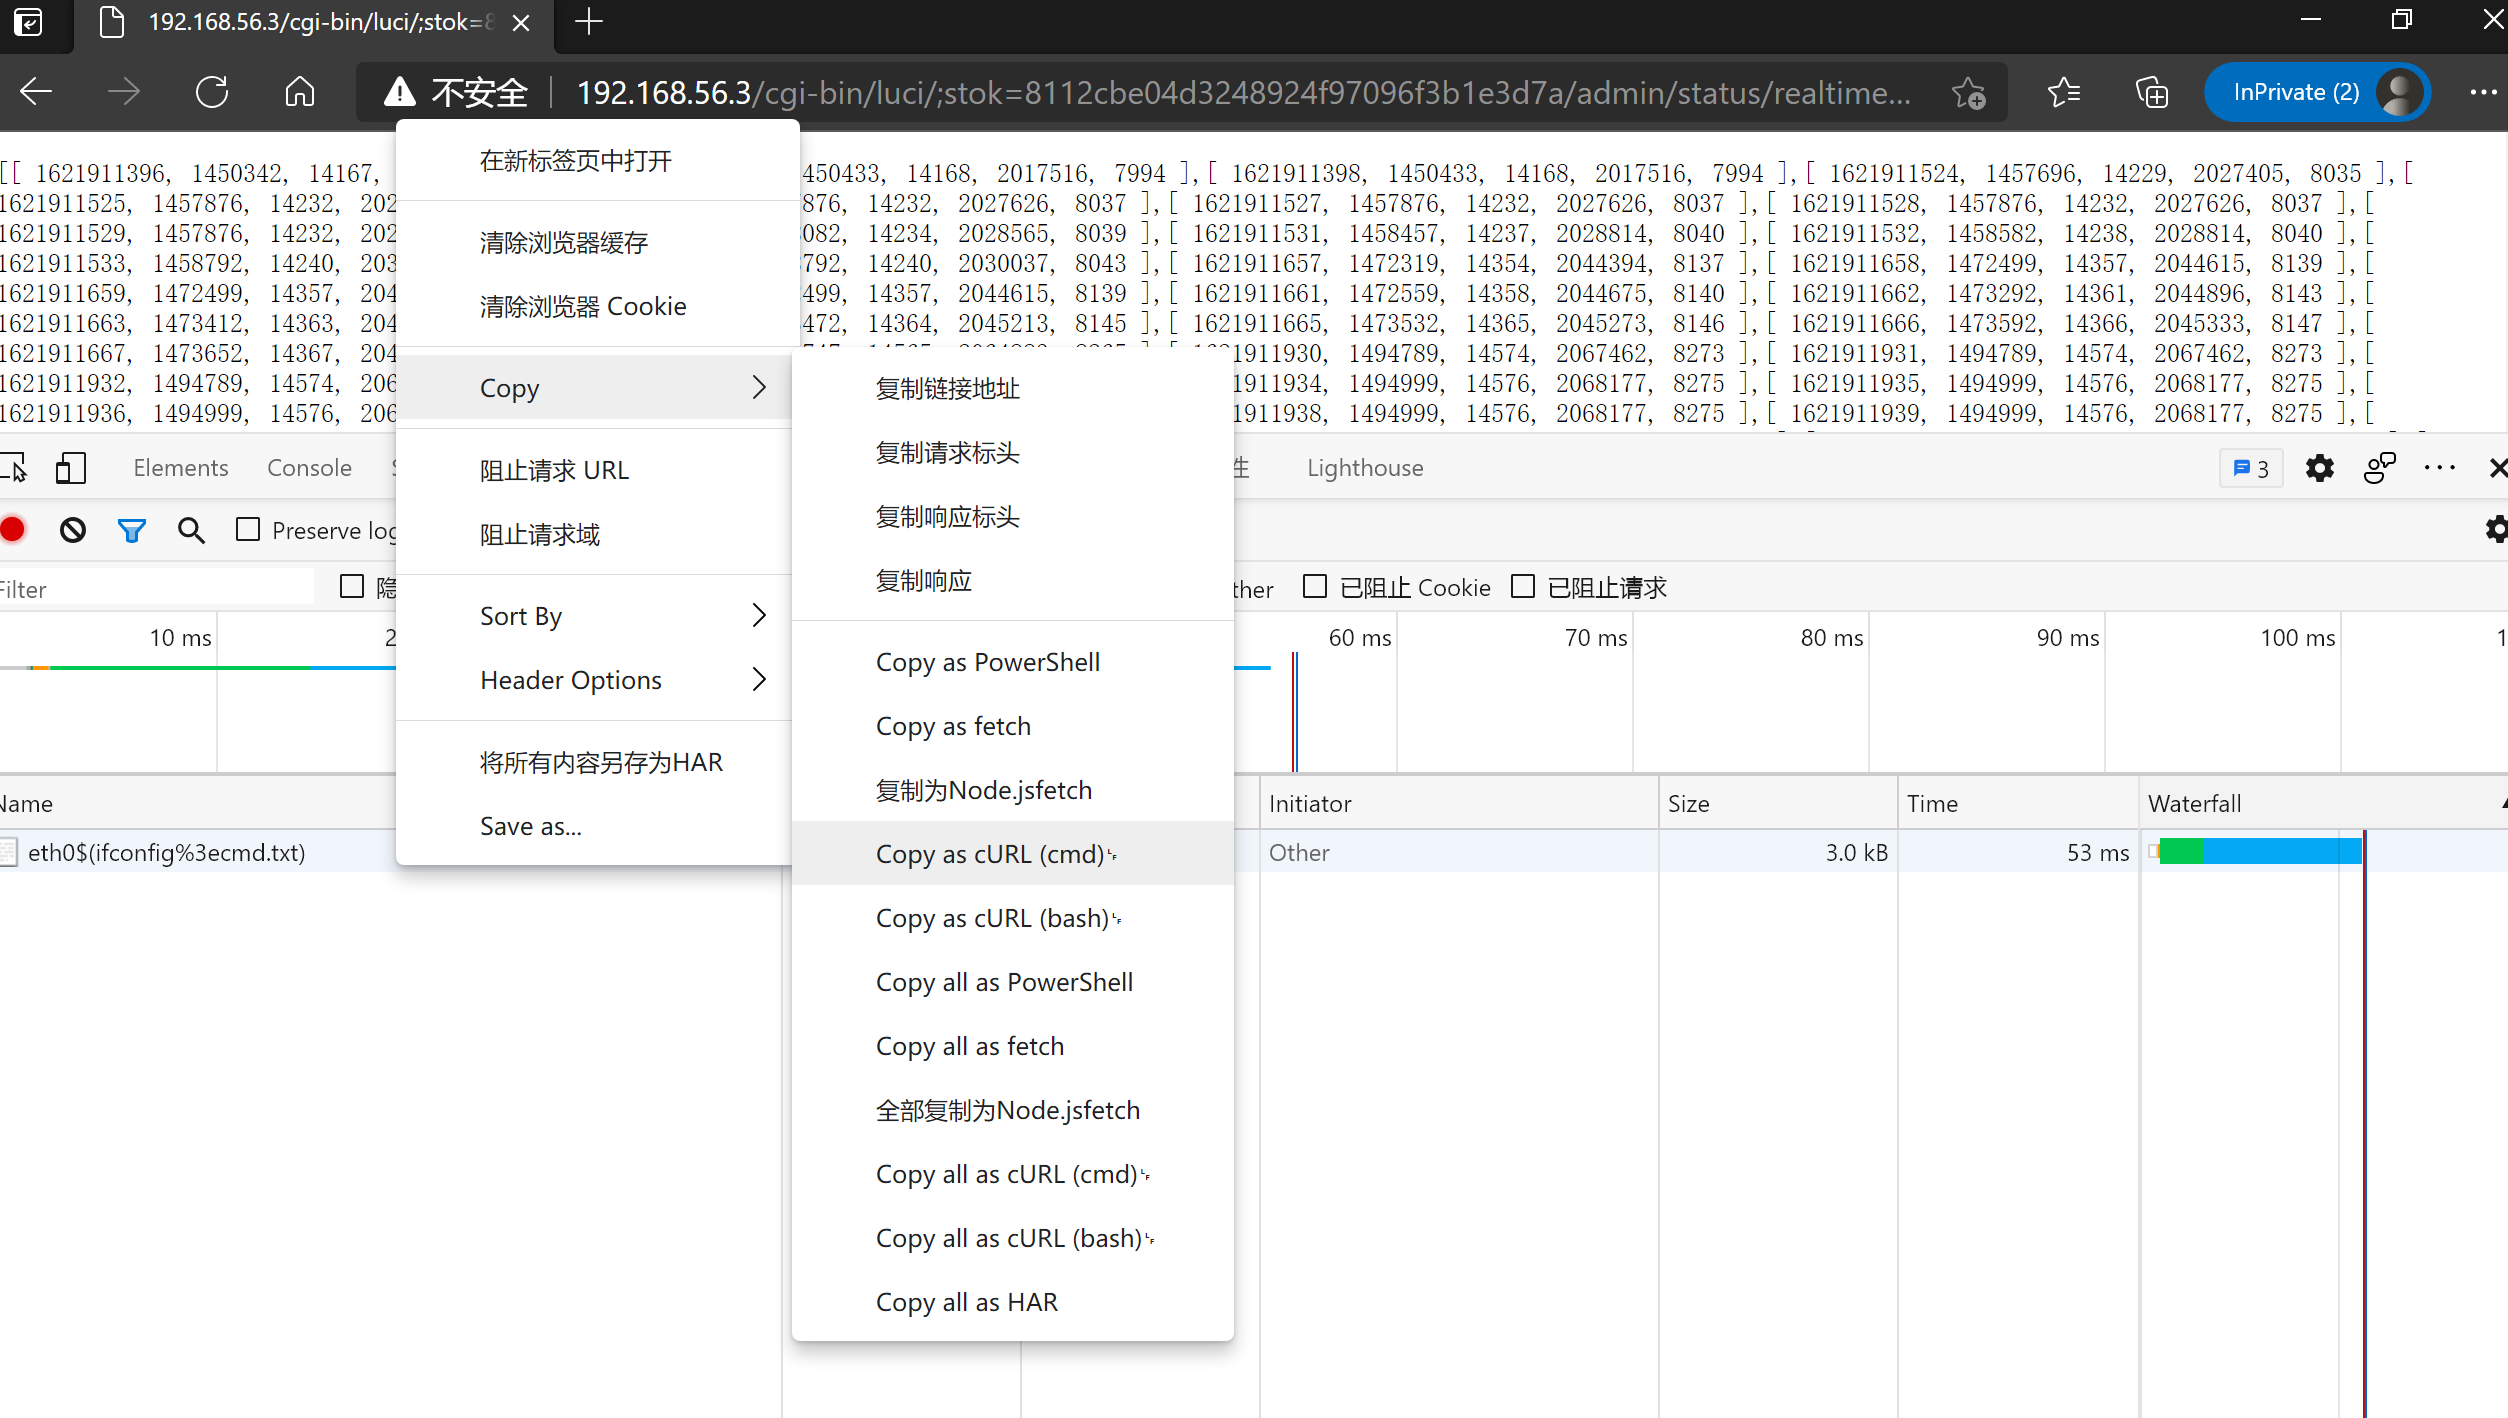 192.168.56.3/cgi-bin/luci/;stok=8
不安全 192.168.56.3/cgi-bin/luci/;stok=8112cbe04d3248924f97096f3b1e3d7a/admin/status/realtime... InPrivate (2)
[[ 1621911396, 1450342, 14167, 450433, 14168, 2017516, 7994 ],[ 1621911398, 1450433, 14168, 2017516, 7994 ],[ 1621911524, 1457696, 14229, 2027405, 8035 ],[
1621911525, 1457876, 14232, 202 876, 14232, 2027626, 8037 ],[ 1621911527, 1457876, 14232, 2027626, 8037 ],[ 1621911528, 1457876, 14232, 2027626, 8037 ],[
1621911529, 1457876, 14232, 202 082, 14234, 2028565, 8039 ],[ 1621911531, 1458457, 14237, 2028814, 8040 ],[ 1621911532, 1458582, 14238, 2028814, 8040 ],[
1621911533, 1458792, 14240, 203 792, 14240, 2030037, 8043 ],[ 1621911657, 1472319, 14354, 2044394, 8137 ],[ 1621911658, 1472499, 14357, 2044615, 8139 ],[
1621911659, 1472499, 14357, 204 499, 14357, 2044615, 8139 ],[ 1621911661, 1472559, 14358, 2044675, 8140 ],[ 1621911662, 1473292, 14361, 2044896, 8143 ],[
1621911663, 1473412, 14363, 204 472, 14364, 2045213, 8145 ],[ 1621911665, 1473532, 14365, 2045273, 8146 ],[ 1621911666, 1473592, 14366, 2045333, 8147 ],[
1621911667, 1473652, 14367, 204 911930, 1494789, 14574, 2067462, 8273 ],[ 1621911931, 1494789, 14574, 2067462, 8273 ],[
1621911932, 1494789, 14574, 206 911934, 1494999, 14576, 2068177, 8275 ],[ 1621911935, 1494999, 14576, 2068177, 8275 ],[
1621911936, 1494999, 14576, 206 911938, 1494999, 14576, 2068177, 8275 ],[ 1621911939, 1494999, 14576, 2068177, 8275 ],[
在新标签页中打开
清除浏览器缓存
清除浏览器 Cookie
Copy
阻止请求 URL
阻止请求域
Sort By
Header Options
将所有内容另存为HAR
Save as...
复制链接地址
复制请求标头
复制响应标头
复制响应
Copy as PowerShell
Copy as fetch
复制为Node.jsfetch
Copy as cURL (cmd)␊
Copy as cURL (bash)␊
Copy all as PowerShell
Copy all as fetch
全部复制为Node.jsfetch
Copy all as cURL (cmd)␊
Copy all as cURL (bash)␊
Copy all as HAR
Elements Console 性 Lighthouse 3
Preserve log
Filter 隐 ther 已阻止 Cookie 已阻止请求
10 ms 2 60 ms 70 ms 80 ms 90 ms 100 ms 1
Name Initiator Size Time Waterfall
eth0$(ifconfig%3ecmd.txt) Other 3.0 kB 53 ms